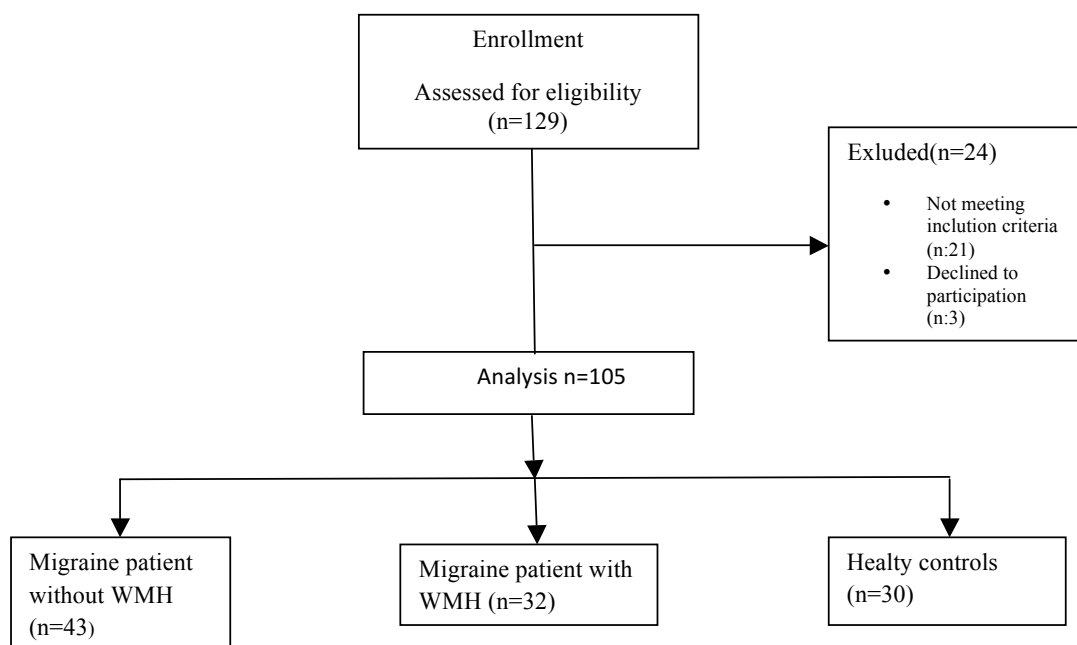 Enrollment
Assessed for eligibility
(n=129)
Exluded(n=24)
• Not meeting
inclution criteria
(n:21)
• Declined to
participation
(n:3)
Analysis n=105
Migraine patient
without WMH
(n=43)
Migraine patient with
WMH (n=32)
Healty controls
(n=30)